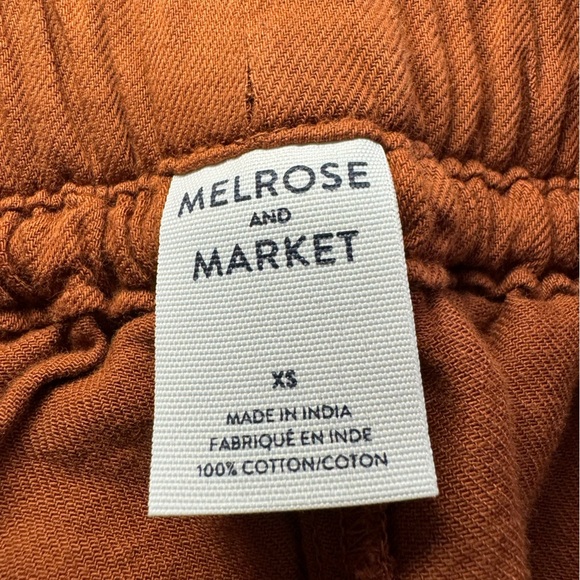 MELROSE
AND
MARKET
XS
MADE IN INDIA
FABRIQUÉ EN INDE
100% COTTON/COTON